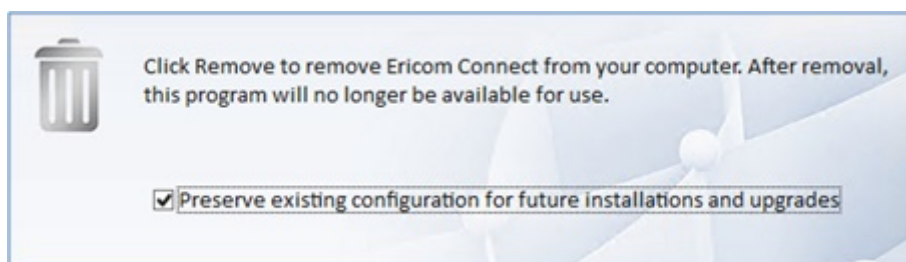 Click Remove to remove Ericom Connect from your computer. After removal,
this program will no longer be available for use.
Preserve existing configuration for future installations and upgrades